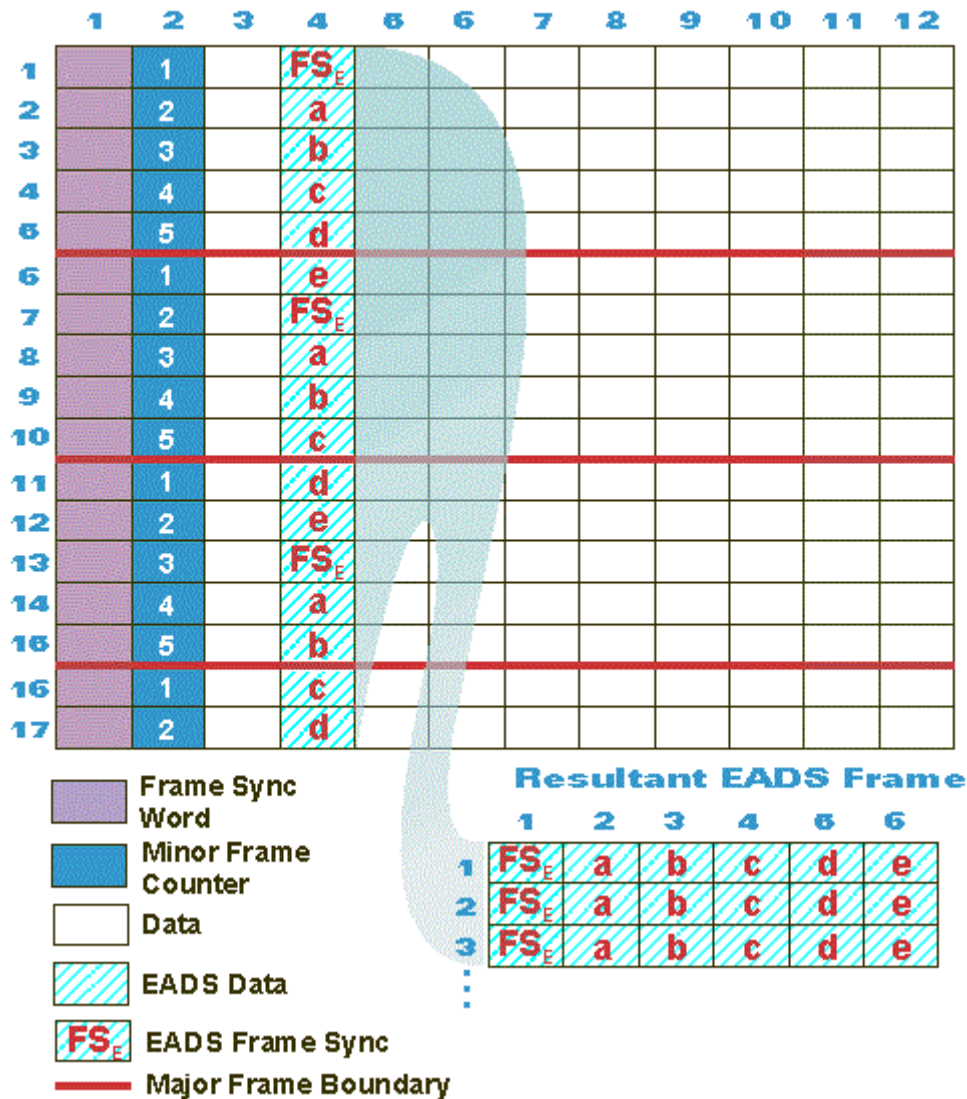 1 2 3 4 5 6 7 8 9 10 11 12
1 1 FSE
2 2 a
3 3 b
4 4 c
5 5 d
6 1 e
7 2 FSE
8 3 a
9 4 b
10 5 c
11 1 d
12 2 e
13 3 FSE
14 4 a
15 5 b
16 1 c
17 2 d
Frame Sync
Word
Minor Frame
Counter
Data
EADS Data
FSE EADS Frame Sync
Major Frame Boundary
Resultant EADS Frame
1 2 3 4 5 6
1 FSE a b c d e
2 FSE a b c d e
3 FSE a b c d e